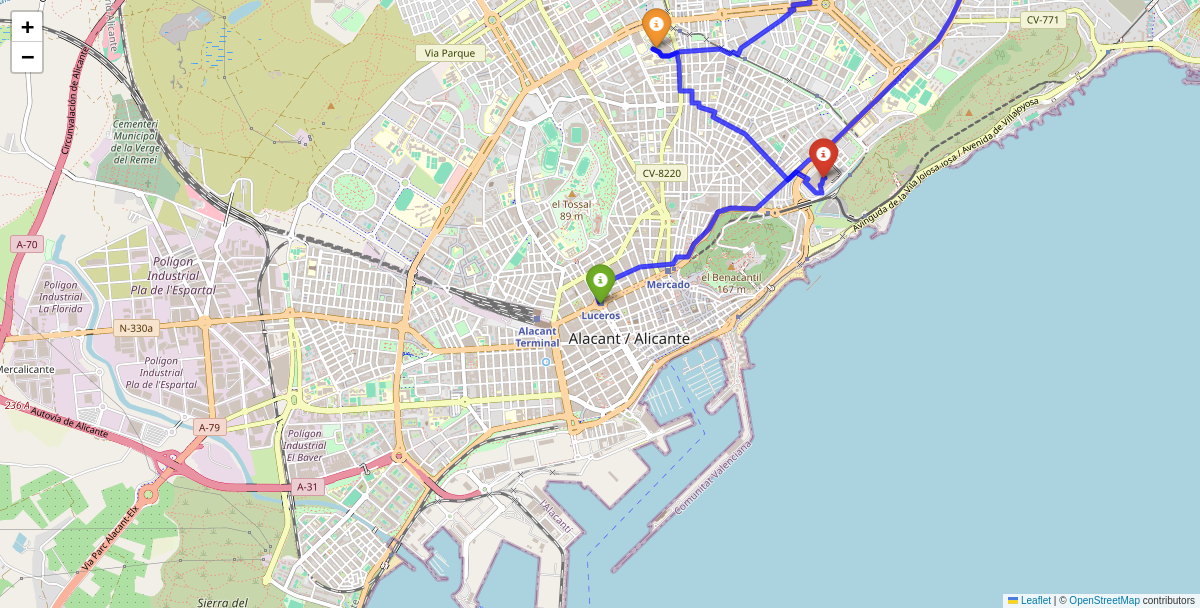 +
−
CV-771
Via Parque
Circunvalación de Alicante
Cementeri
Municipal
de la Verge
del Remei
CV-8220
el Tossal
89 m
Avinguda de la Vila Joiosa
iosa / Avenida de Villajoyosa
A-70
Polígon
Industrial
Pla de l'Espartal
Polígon
Industrial
La Florida
el Benacantil
167 m
Mercado
Luceros
N-330a
Alacant
Terminal
Alacant / Alicante
Polígon
Industrial
Pla de l'Espartal
Mercalicante
236 A
Autovía de Alicante
A-79
Polígon
Industrial
El Baver
A-31
Comunitat Valenciana
l'Alacantí
Via Parc Alacant-Elx
Sierra del
Leaflet | © OpenStreetMap contributors